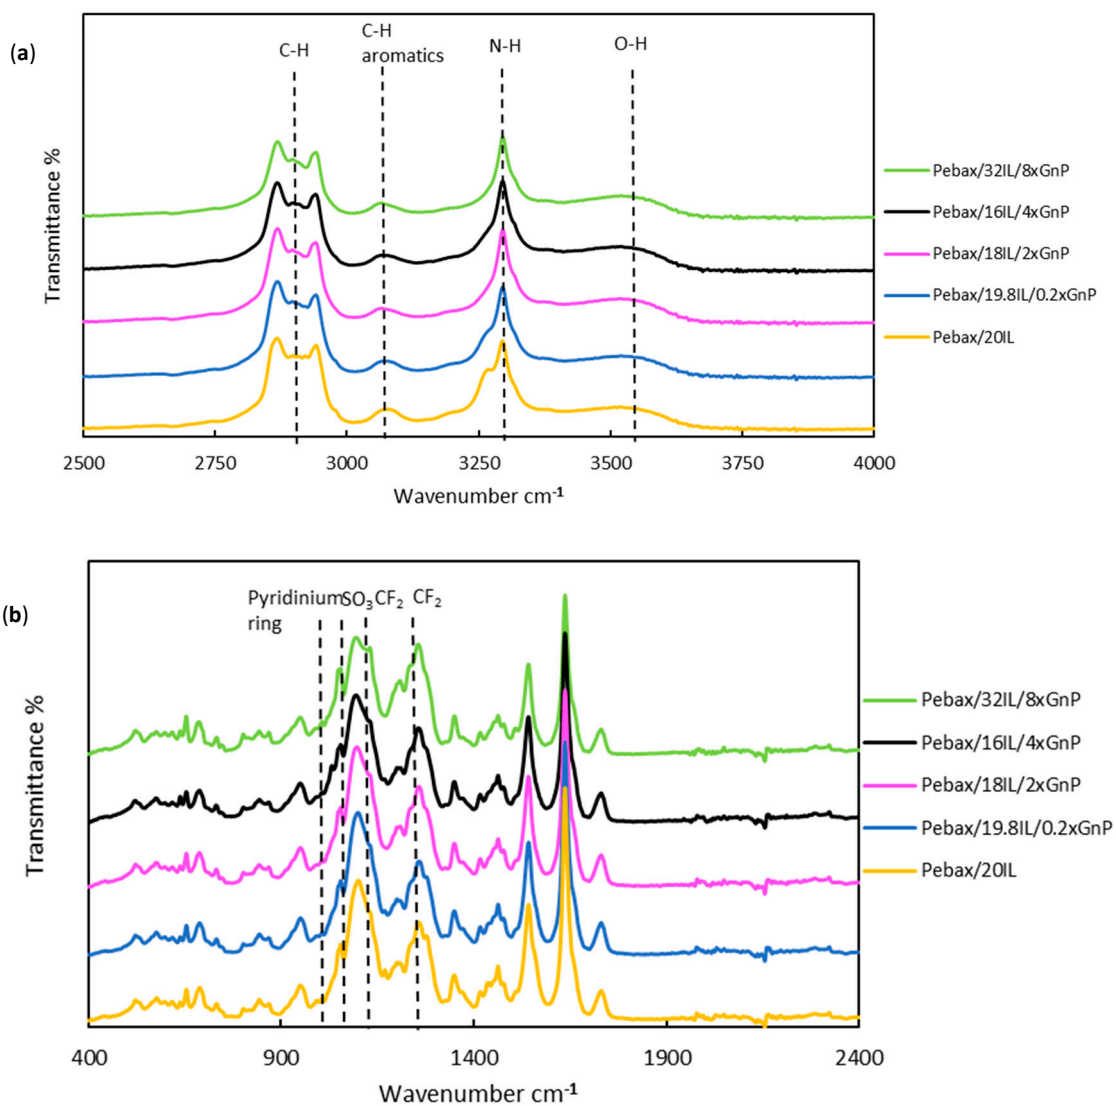 (a)
C-H
C-H
aromatics
N-H
O-H
Transmittance %
Pebax/32IL/8xGnP
Pebax/16IL/4xGnP
Pebax/18IL/2xGnP
Pebax/19.8IL/0.2xGnP
Pebax/20IL
2500 2750 3000 3250 3500 3750 4000
Wavenumber cm⁻¹
(b)
Pyridinium SO₃ CF₂ CF₂
ring
Transmittance %
Pebax/32IL/8xGnP
Pebax/16IL/4xGnP
Pebax/18IL/2xGnP
Pebax/19.8IL/0.2xGnP
Pebax/20IL
400 900 1400 1900 2400
Wavenumber cm⁻¹